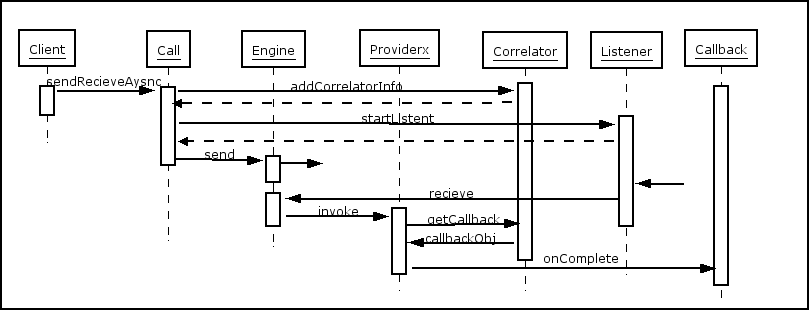 Client
Call
Engine
Providerx
Correlator
Listener
Callback
sendRecieveAysnc
addCorrelatorInfo
startListent
send
recieve
invoke
getCallback
callbackObj
onComplete